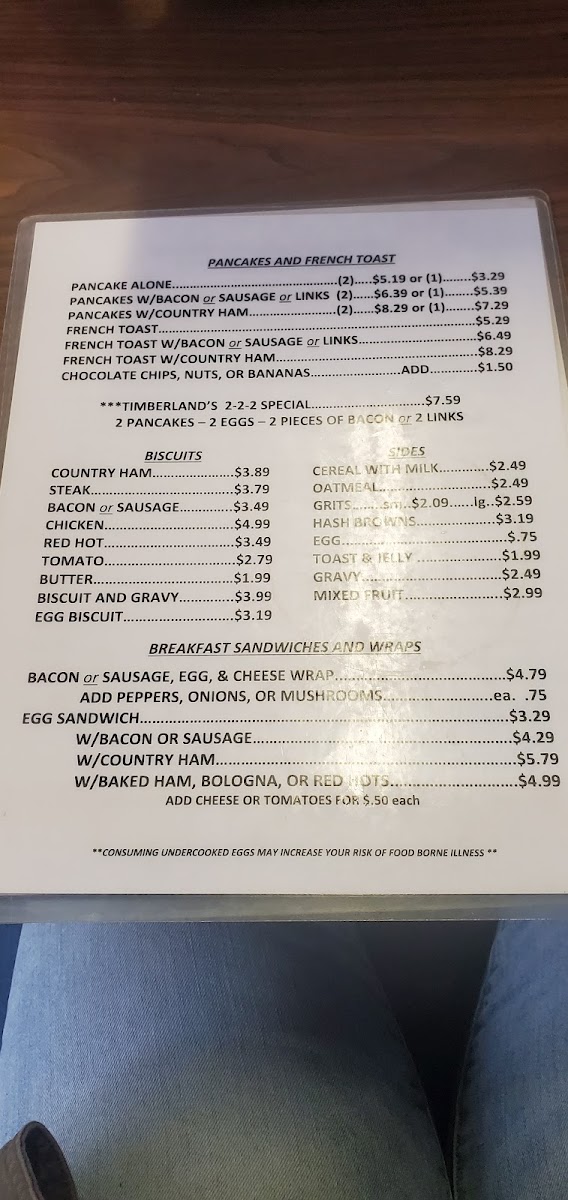 PANCAKES AND FRENCH TOAST
PANCAKE ALONE.......................................(2).....$5.19 or (1)........$3.29
PANCAKES W/BACON or SAUSAGE or LINKS (2)......$6.39 or (1)......$5.39
PANCAKES W/COUNTRY HAM.....................(2)......$8.29 or (1)......$7.29
FRENCH TOAST...............................................................................$5.29
FRENCH TOAST W/BACON or SAUSAGE or LINKS............................$6.49
FRENCH TOAST W/COUNTRY HAM................................................$8.29
CHOCOLATE CHIPS, NUTS, OR BANANAS.....................ADD............$1.50
***TIMBERLAND'S 2-2-2 SPECIAL...........................$7.59
2 PANCAKES – 2 EGGS – 2 PIECES OF BACON or 2 LINKS
BISCUITS
COUNTRY HAM....................$3.89
STEAK...................................$3.79
BACON or SAUSAGE.............$3.49
CHICKEN...............................$4.99
RED HOT...............................$3.49
TOMATO................................$2.79
BUTTER.................................$1.99
BISCUIT AND GRAVY.............$3.99
EGG BISCUIT..........................$3.19
SIDES
CEREAL WITH MILK............$2.49
OATMEAL...........................$2.49
GRITS........sm..$2.09......lg..$2.59
HASH BROWNS...................$3.19
EGG........................................$.75
TOAST & JELLY ....................$1.99
GRAVY.................................$2.49
MIXED FRUIT.......................$2.99
BREAKFAST SANDWICHES AND WRAPS
BACON or SAUSAGE, EGG, & CHEESE WRAP.......................................$4.79
ADD PEPPERS, ONIONS, OR MUSHROOMS.........................ea. .75
EGG SANDWICH.....................................................................................$3.29
W/BACON OR SAUSAGE............................................................$4.29
W/COUNTRY HAM.....................................................................$5.79
W/BAKED HAM, BOLOGNA, OR RED HOTS.............................$4.99
ADD CHEESE OR TOMATOES FOR $.50 each
**CONSUMING UNDERCOOKED EGGS MAY INCREASE YOUR RISK OF FOOD BORNE ILLNESS **